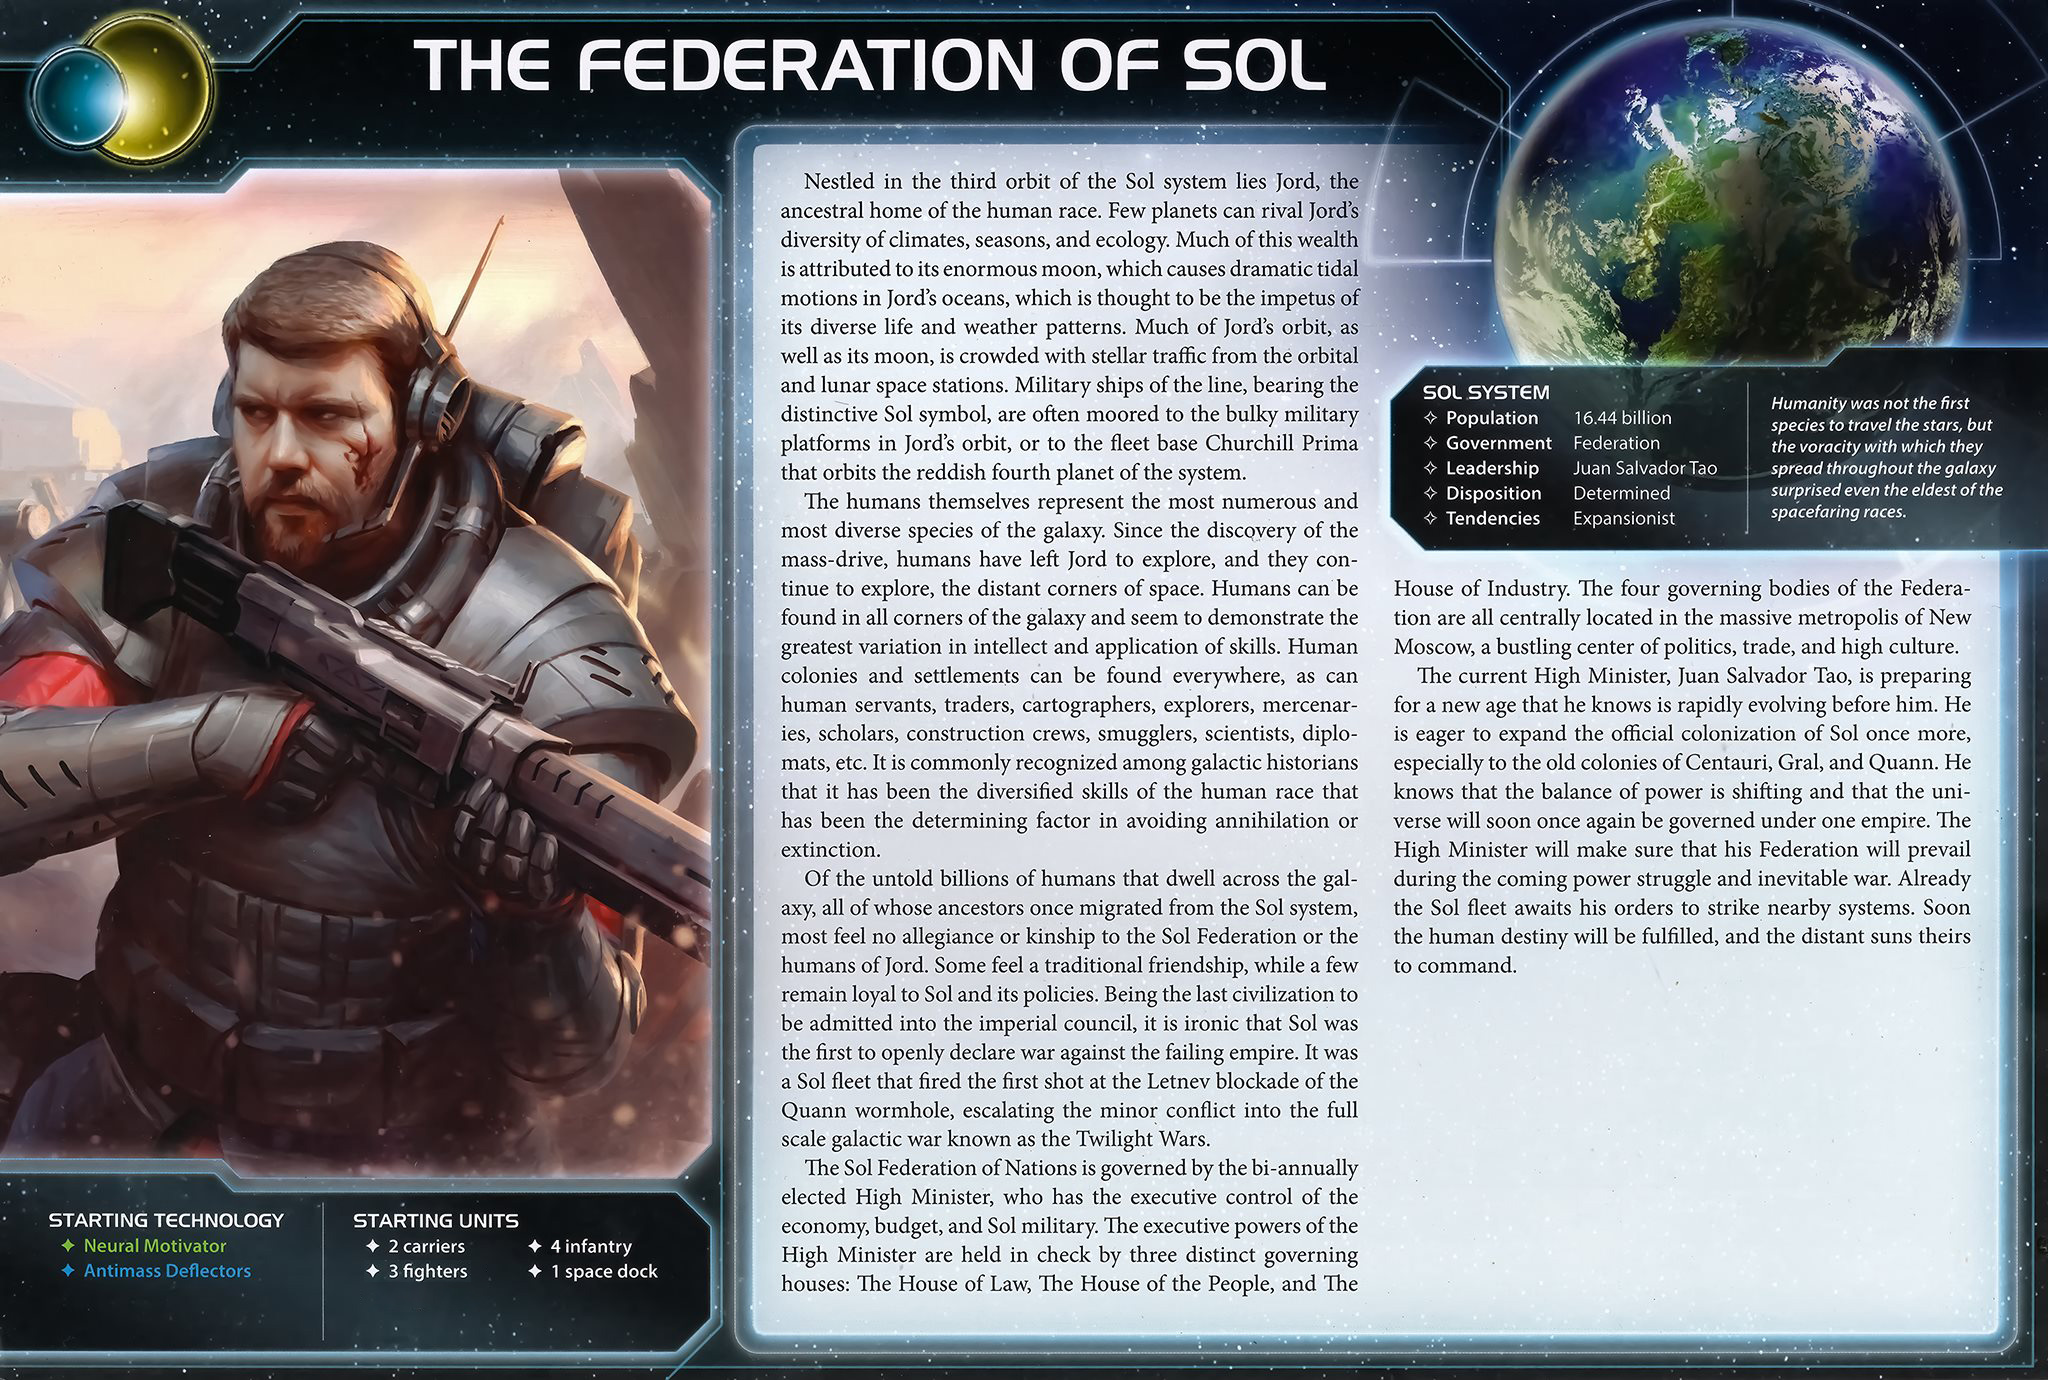 THE FEDERATION OF SOL
Nestled in the third orbit of the Sol system lies Jord, the
ancestral home of the human race. Few planets can rival Jord's
diversity of climates, seasons, and ecology. Much of this wealth
is attributed to its enormous moon, which causes dramatic tidal
motions in Jord's oceans, which is thought to be the impetus of
its diverse life and weather patterns. Much of Jord's orbit, as
well as its moon, is crowded with stellar traffic from the orbital
and lunar space stations. Military ships of the line, bearing the
distinctive Sol symbol, are often moored to the bulky military
platforms in Jord's orbit, or to the fleet base Churchill Prima
that orbits the reddish fourth planet of the system.
The humans themselves represent the most numerous and
most diverse species of the galaxy. Since the discovery of the
mass-drive, humans have left Jord to explore, and they con-
tinue to explore, the distant corners of space. Humans can be
found in all corners of the galaxy and seem to demonstrate the
greatest variation in intellect and application of skills. Human
colonies and settlements can be found everywhere, as can
human servants, traders, cartographers, explorers, mercenar-
ies, scholars, construction crews, smugglers, scientists, diplo-
mats, etc. It is commonly recognized among galactic historians
that it has been the diversified skills of the human race that
has been the determining factor in avoiding annihilation or
extinction.
Of the untold billions of humans that dwell across the gal-
axy, all of whose ancestors once migrated from the Sol system,
most feel no allegiance or kinship to the Sol Federation or the
humans of Jord. Some feel a traditional friendship, while a few
remain loyal to Sol and its policies. Being the last civilization to
be admitted into the imperial council, it is ironic that Sol was
the first to openly declare war against the failing empire. It was
a Sol fleet that fired the first shot at the Letnev blockade of the
Quann wormhole, escalating the minor conflict into the full
scale galactic war known as the Twilight Wars.
The Sol Federation of Nations is governed by the bi-annually
elected High Minister, who has the executive control of the
economy, budget, and Sol military. The executive powers of the
High Minister are held in check by three distinct governing
houses: The House of Law, The House of the People, and The
SOL SYSTEM
Population 16.44 billion
Government Federation
Leadership Juan Salvador Tao
Disposition Determined
Tendencies Expansionist
Humanity was not the first
species to travel the stars, but
the voracity with which they
spread throughout the galaxy
surprised even the eldest of the
spacefaring races.
House of Industry. The four governing bodies of the Federa-
tion are all centrally located in the massive metropolis of New
Moscow, a bustling center of politics, trade, and high culture.
The current High Minister, Juan Salvador Tao, is preparing
for a new age that he knows is rapidly evolving before him. He
is eager to expand the official colonization of Sol once more,
especially to the old colonies of Centauri, Gral, and Quann. He
knows that the balance of power is shifting and that the uni-
verse will soon once again be governed under one empire. The
High Minister will make sure that his Federation will prevail
during the coming power struggle and inevitable war. Already
the Sol fleet awaits his orders to strike nearby systems. Soon
the human destiny will be fulfilled, and the distant suns theirs
to command.
STARTING TECHNOLOGY
Neural Motivator
Antimass Deflectors
STARTING UNITS
2 carriers
3 fighters
4 infantry
1 space dock